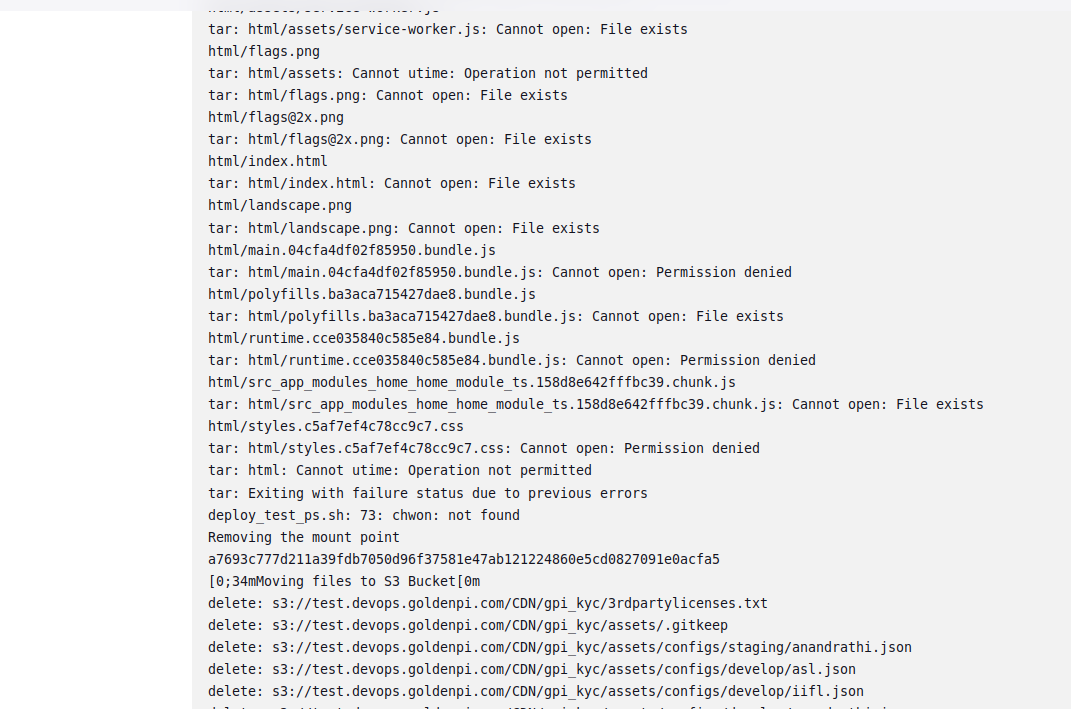 tar: html/assets/service-worker.js: Cannot open: File exists
html/flags.png
tar: html/assets: Cannot utime: Operation not permitted
tar: html/flags.png: Cannot open: File exists
html/flags@2x.png
tar: html/flags@2x.png: Cannot open: File exists
html/index.html
tar: html/index.html: Cannot open: File exists
html/landscape.png
tar: html/landscape.png: Cannot open: File exists
html/main.04cfa4df02f85950.bundle.js
tar: html/main.04cfa4df02f85950.bundle.js: Cannot open: Permission denied
html/polyfills.ba3aca715427dae8.bundle.js
tar: html/polyfills.ba3aca715427dae8.bundle.js: Cannot open: File exists
html/runtime.cce035840c585e84.bundle.js
tar: html/runtime.cce035840c585e84.bundle.js: Cannot open: Permission denied
html/src_app_modules_home_home_module_ts.158d8e642fffbc39.chunk.js
tar: html/src_app_modules_home_home_module_ts.158d8e642fffbc39.chunk.js: Cannot open: File exists
html/styles.c5af7ef4c78cc9c7.css
tar: html/styles.c5af7ef4c78cc9c7.css: Cannot open: Permission denied
tar: html: Cannot utime: Operation not permitted
tar: Exiting with failure status due to previous errors
deploy_test_ps.sh: 73: chwon: not found
Removing the mount point
a7693c777d211a39fdb7050d96f37581e47ab121224860e5cd0827091e0acfa5
[0;34mMoving files to S3 Bucket[0m
delete: s3://test.devops.goldenpi.com/CDN/gpi_kyc/3rdpartylicenses.txt
delete: s3://test.devops.goldenpi.com/CDN/gpi_kyc/assets/.gitkeep
delete: s3://test.devops.goldenpi.com/CDN/gpi_kyc/assets/configs/staging/anandrathi.json
delete: s3://test.devops.goldenpi.com/CDN/gpi_kyc/assets/configs/develop/asl.json
delete: s3://test.devops.goldenpi.com/CDN/gpi_kyc/assets/configs/develop/iifl.json